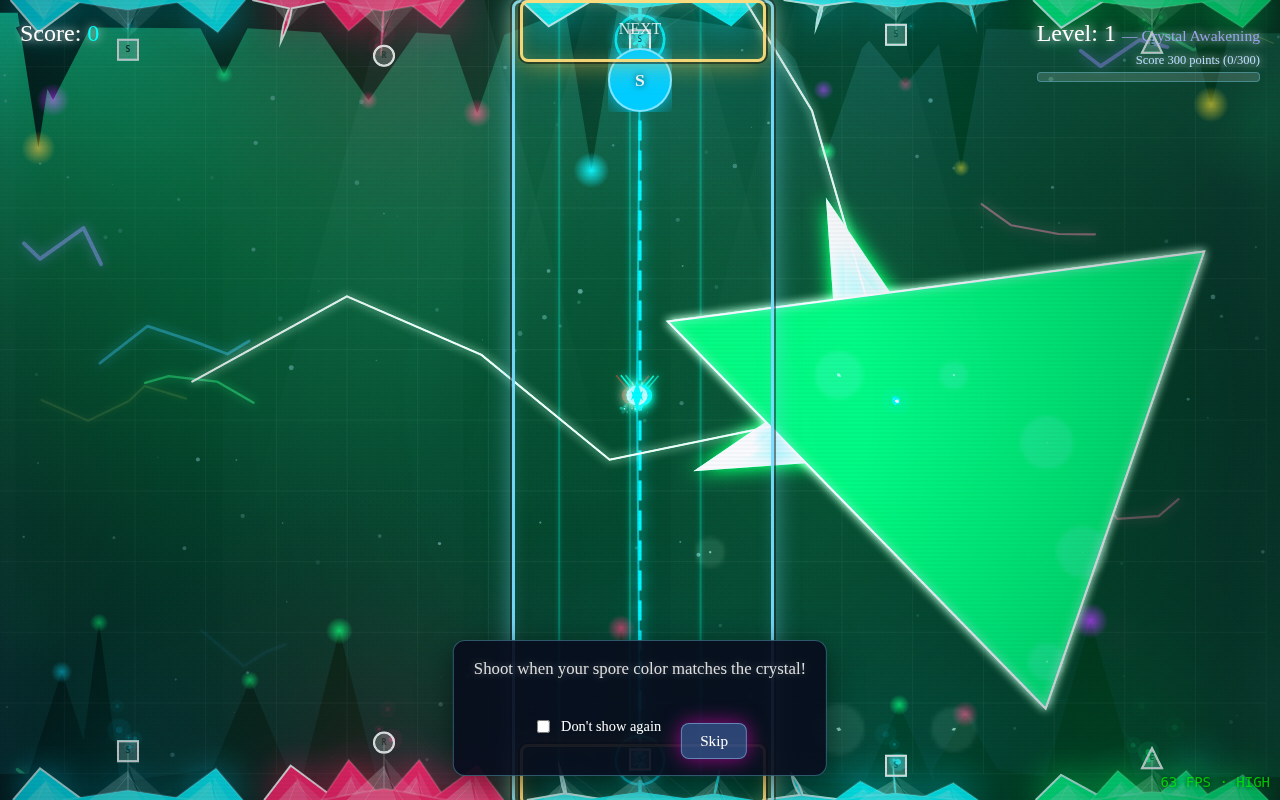 NEXT
S
S
S
S
Score: 0
Level: 1 — Crystal Awakening
Score 300 points (0/300)
S
Shoot when your spore color matches the crystal!
Don't show again
Skip
S
S
63 FPS · HIGH